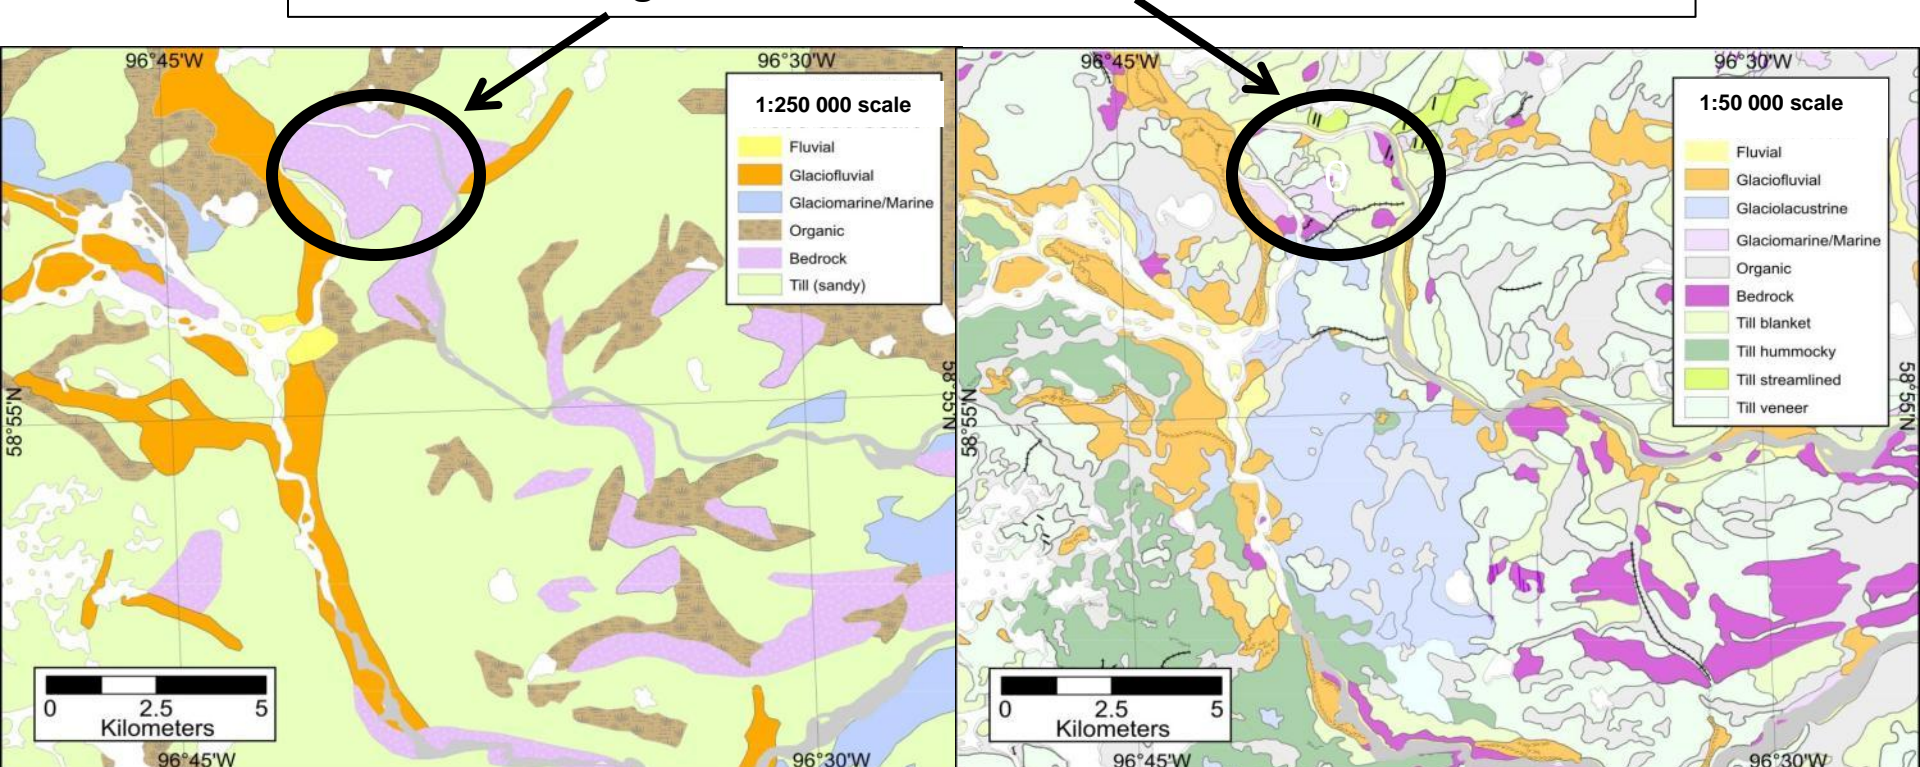 96°45'W
96°30'W
1:250 000 scale
Fluvial
Glaciofluvial
Glaciomarine/Marine
Organic
Bedrock
Till (sandy)
58°55'N
58°55'N
0 2.5 5
Kilometers
96°45'W
96°30'W
96°45'W
96°30'W
1:50 000 scale
Fluvial
Glaciofluvial
Glaciolacustrine
Glaciomarine/Marine
Organic
Bedrock
Till blanket
Till hummocky
Till streamlined
Till veneer
58°55'N
58°55'N
0 2.5 5
Kilometers
96°45'W
96°30'W